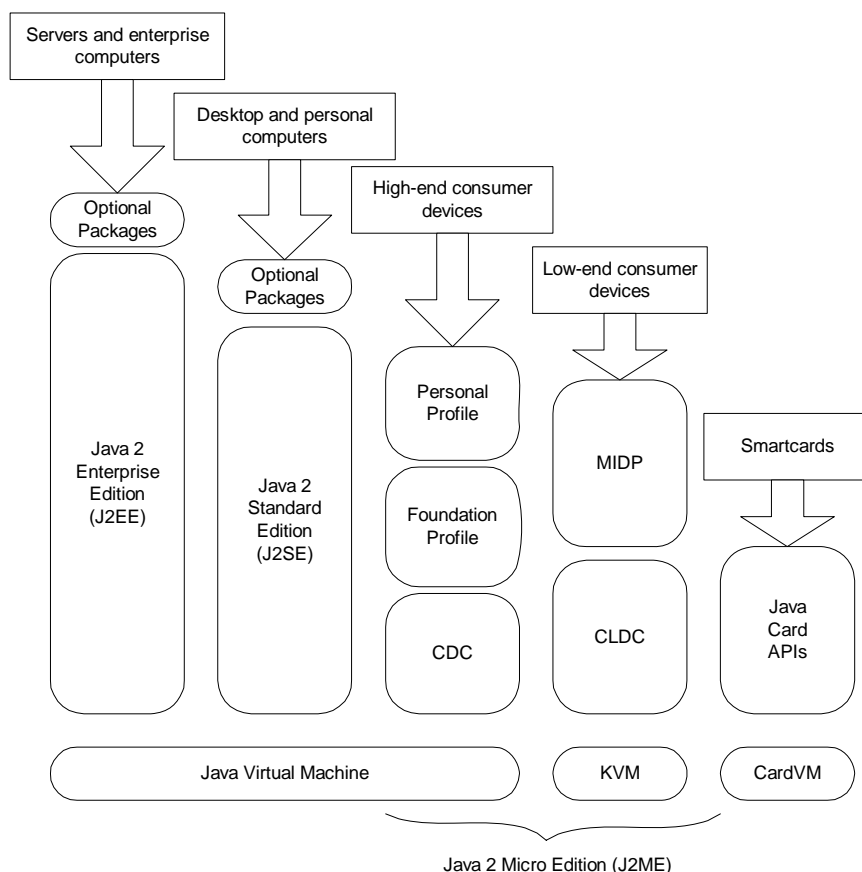 Servers and enterprise
computers
Desktop and personal
computers
High-end consumer
devices
Low-end consumer
devices
Smartcards
Optional
Packages
Java 2
Enterprise
Edition
(J2EE)
Optional
Packages
Java 2
Standard
Edition
(J2SE)
Personal
Profile
Foundation
Profile
CDC
MIDP
CLDC
Java
Card
APIs
Java Virtual Machine
KVM
CardVM
Java 2 Micro Edition (J2ME)